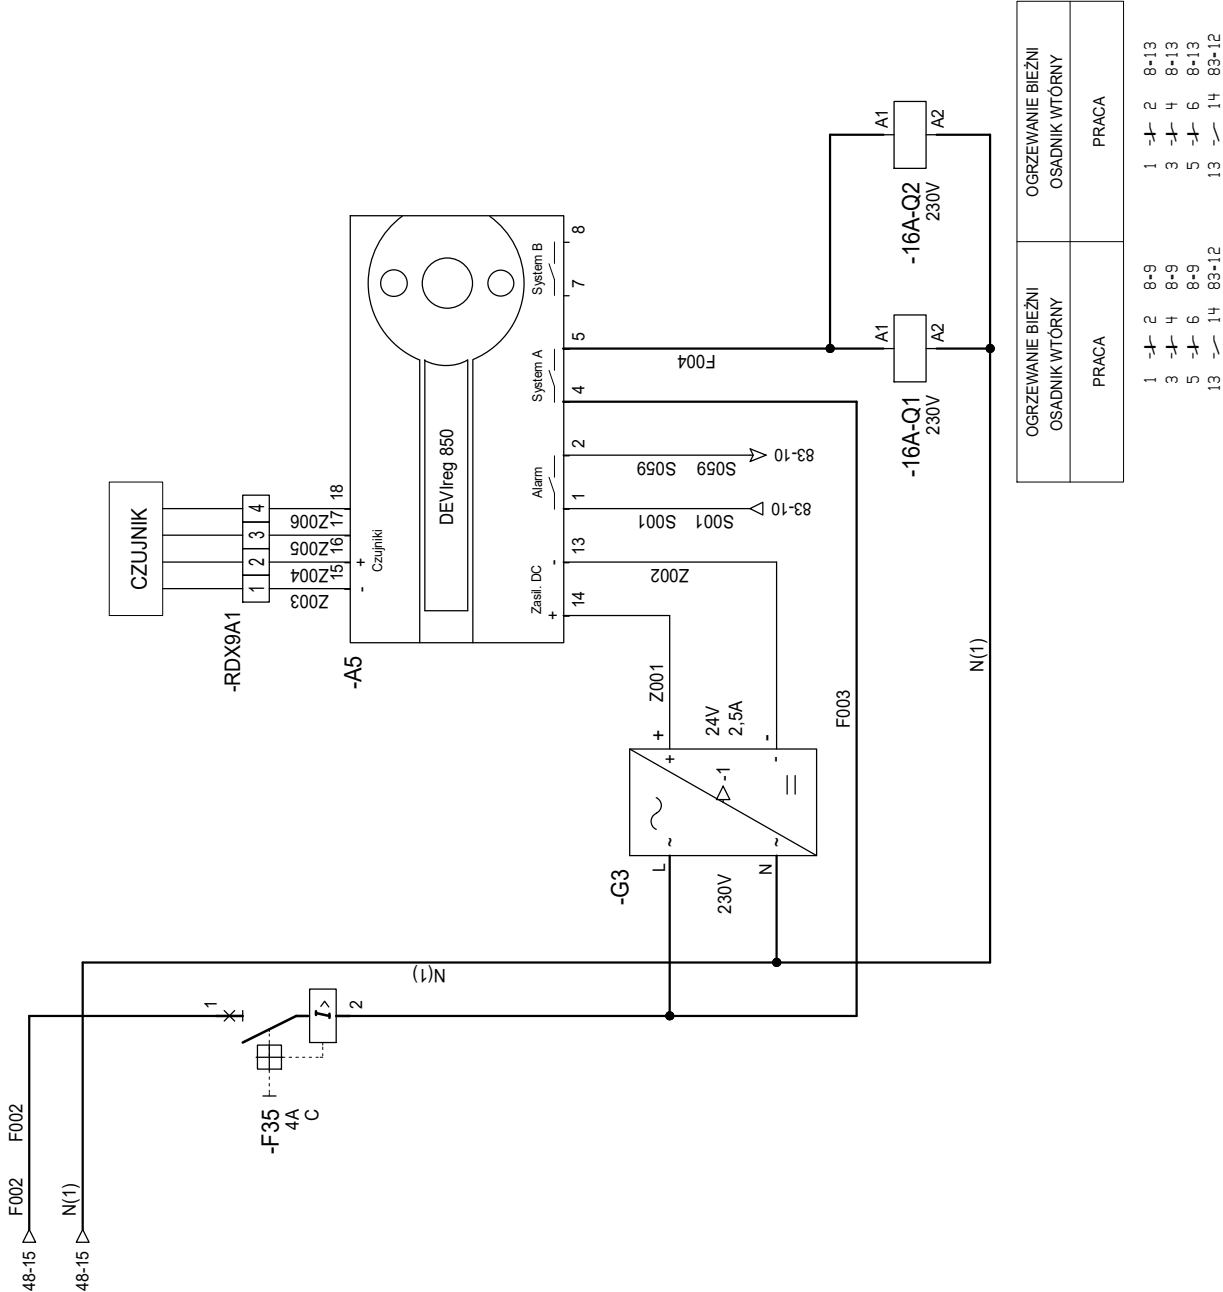 48-15
F002
F002
48-15
N(1)
-F35
4A
C
1
2
I >
N(1)
-G3
230V
L
N
~
~
+
-
1
+
-
24V
2,5A
Z001
Z002
F003
N(1)
CZUJNIK
-RDX9A1
1
2
3
4
Z003
Z004
Z005
Z006
15
16
17
18
-
+
Czujniki
-A5
DEVIreg 850
Zasil. DC
+
-
Alarm
System A
System B
14
13
1
2
4
5
7
8
S001
S001
83-10
S059
S059
83-10
F004
-16A-Q1
230V
A1
A2
-16A-Q2
230V
A1
A2
OGRZEWANIE BIEŻNI
OSADNIK WTÓRNY
PRACA
OGRZEWANIE BIEŻNI
OSADNIK WTÓRNY
PRACA
1 2 8-9
3 4 8-9
5 6 8-9
13 14 83-12
1 2 8-13
3 4 8-13
5 6 8-13
13 14 83-12